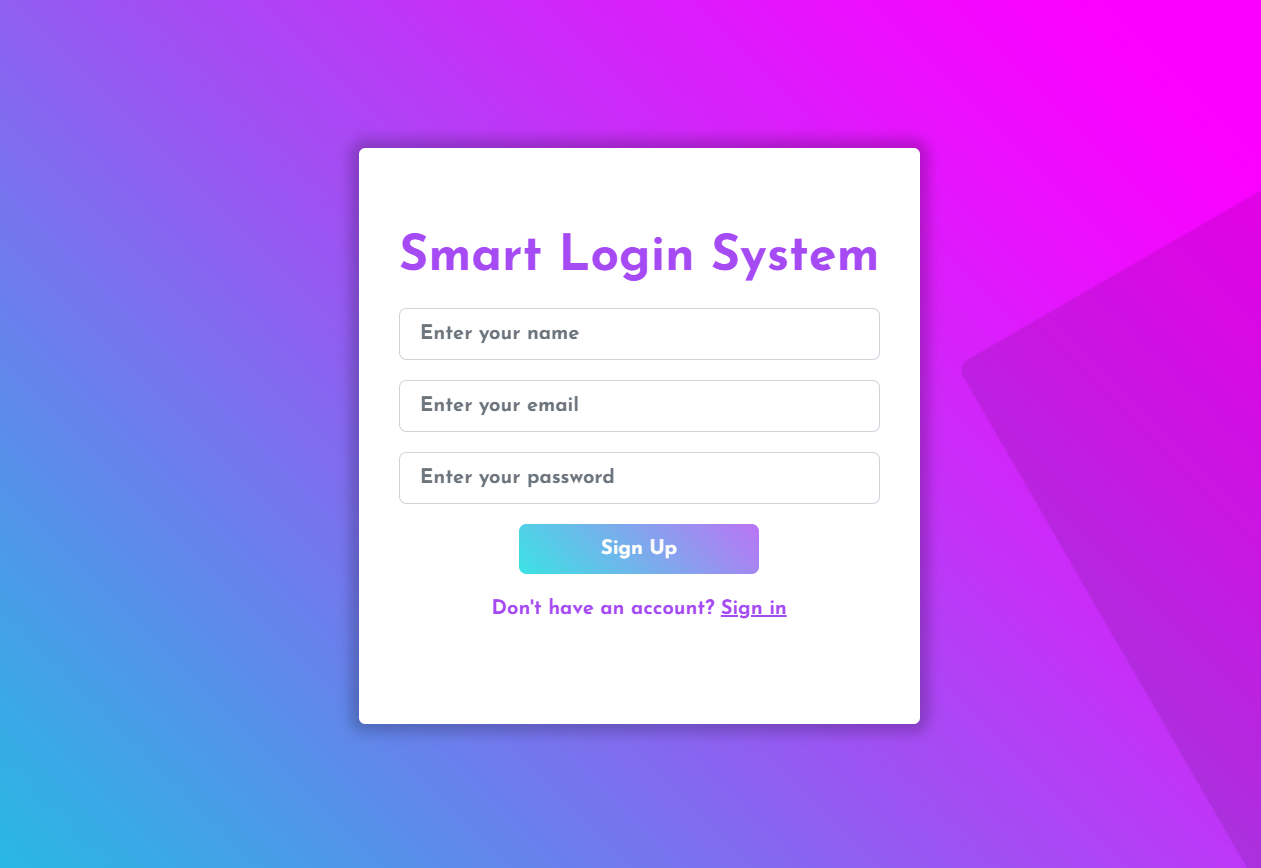 Smart Login System
Enter your name
Enter your email
Enter your password
Sign Up
Don't have an account? Sign in